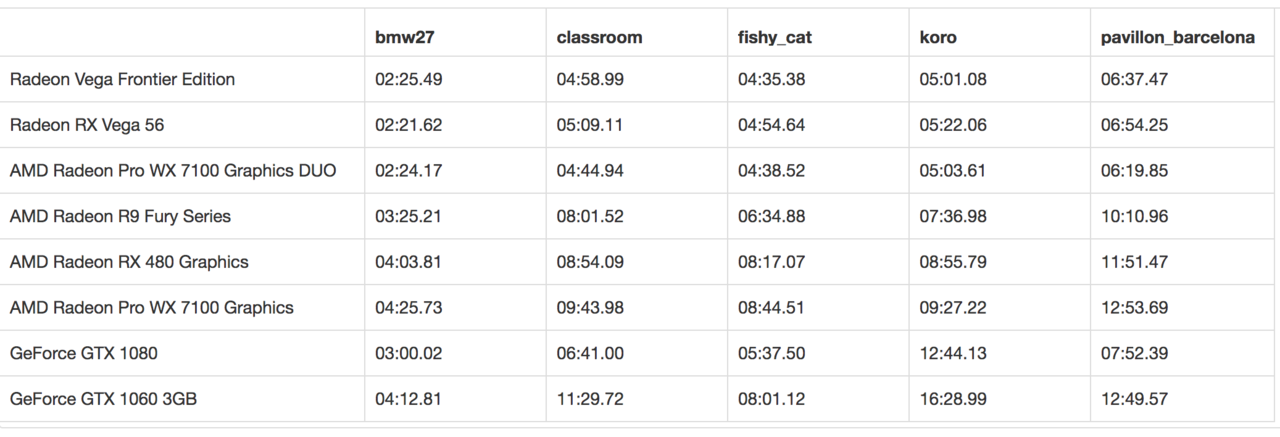 bmw27 classroom fishy_cat koro pavillon_barcelona
Radeon Vega Frontier Edition 02:25.49 04:58.99 04:35.38 05:01.08 06:37.47
Radeon RX Vega 56 02:21.62 05:09.11 04:54.64 05:22.06 06:54.25
AMD Radeon Pro WX 7100 Graphics DUO 02:24.17 04:44.94 04:38.52 05:03.61 06:19.85
AMD Radeon R9 Fury Series 03:25.21 08:01.52 06:34.88 07:36.98 10:10.96
AMD Radeon RX 480 Graphics 04:03.81 08:54.09 08:17.07 08:55.79 11:51.47
AMD Radeon Pro WX 7100 Graphics 04:25.73 09:43.98 08:44.51 09:27.22 12:53.69
GeForce GTX 1080 03:00.02 06:41.00 05:37.50 12:44.13 07:52.39
GeForce GTX 1060 3GB 04:12.81 11:29.72 08:01.12 16:28.99 12:49.57